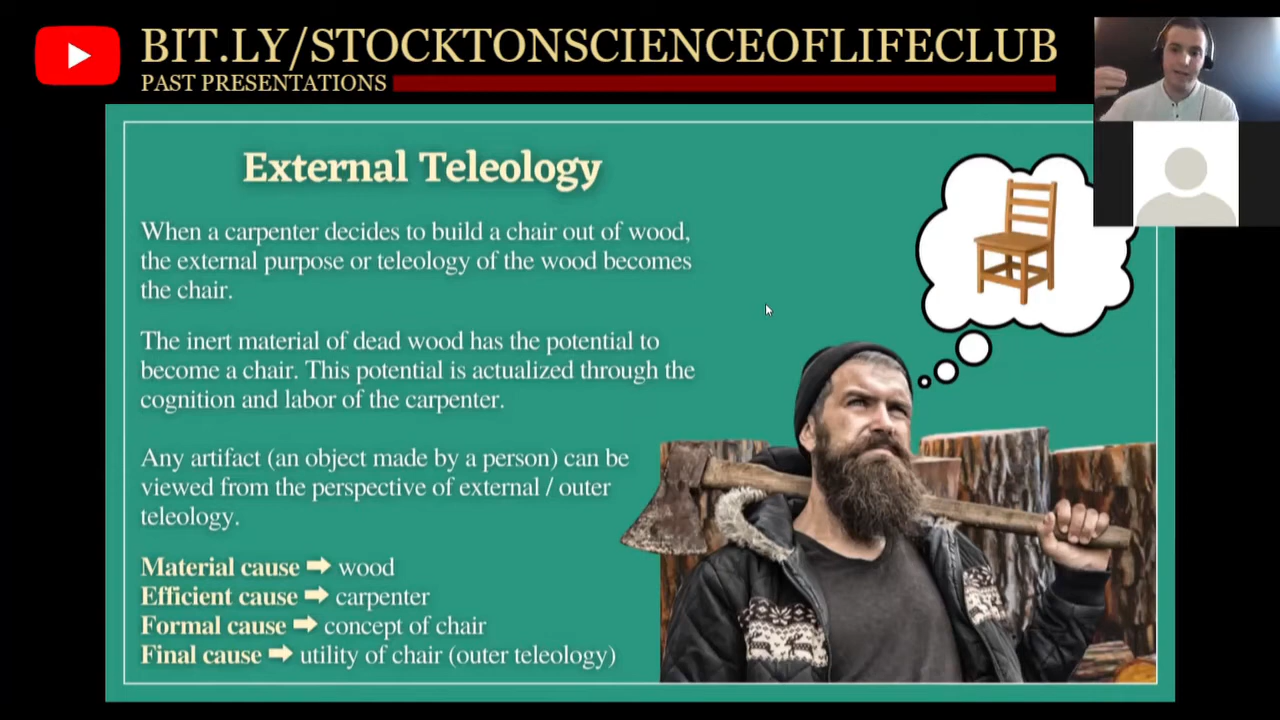 BIT.LY/STOCKTONSCIENCEOFLIFECLUB
PAST PRESENTATIONS
External Teleology
When a carpenter decides to build a chair out of wood,
the external purpose or teleology of the wood becomes
the chair.
The inert material of dead wood has the potential to
become a chair. This potential is actualized through the
cognition and labor of the carpenter.
Any artifact (an object made by a person) can be
viewed from the perspective of external / outer
teleology.
Material cause ➡ wood
Efficient cause ➡ carpenter
Formal cause ➡ concept of chair
Final cause ➡ utility of chair (outer teleology)